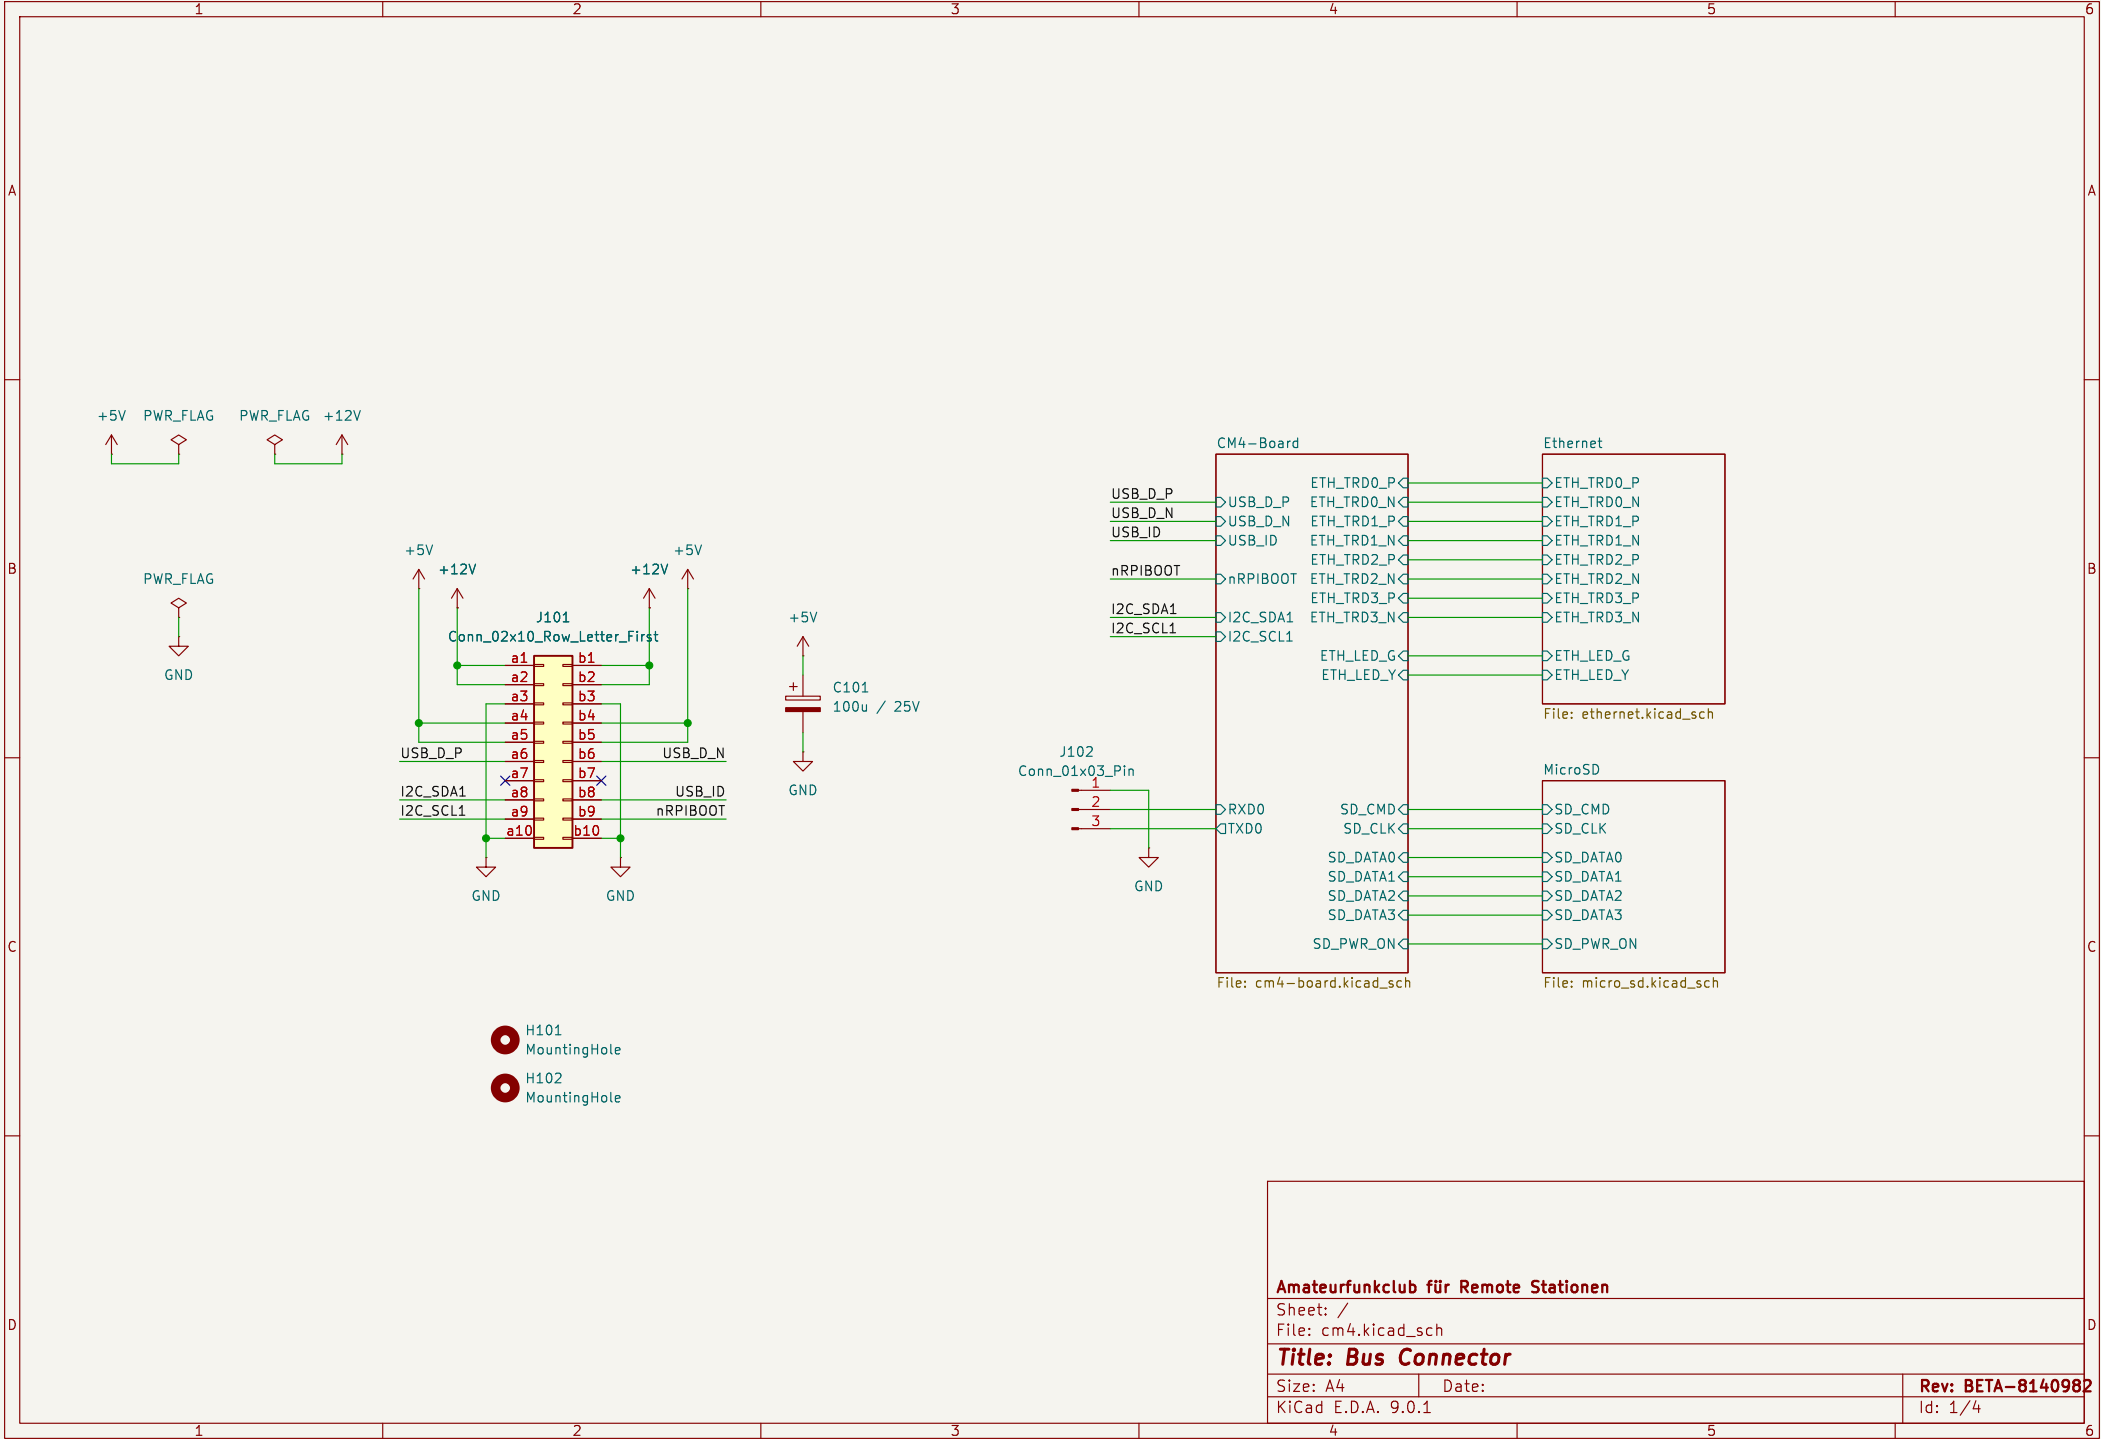 1 2 3 4 5 6
A A
B B
C C
D D
+5V PWR_FLAG PWR_FLAG +12V
PWR_FLAG
GND
+5V +5V
+12V +12V
J101
Conn_02x10_Row_Letter_First
a1 b1
a2 b2
a3 b3
a4 b4
a5 b5
USB_D_P a6 b6 USB_D_N
a7 b7
I2C_SDA1 a8 b8 USB_ID
I2C_SCL1 a9 b9 nRPIBOOT
a10 b10
GND GND
+5V
+
C101
100u / 25V
GND
H101
MountingHole
H102
MountingHole
J102
Conn_01x03_Pin
1
2
3
GND
CM4-Board
USB_D_P
USB_D_N
USB_ID
nRPIBOOT
I2C_SDA1
I2C_SCL1
USB_D_P
USB_D_N
USB_ID
nRPIBOOT
I2C_SDA1
I2C_SCL1
RXD0
TXD0
ETH_TRD0_P
ETH_TRD0_N
ETH_TRD1_P
ETH_TRD1_N
ETH_TRD2_P
ETH_TRD2_N
ETH_TRD3_P
ETH_TRD3_N
ETH_LED_G
ETH_LED_Y
SD_CMD
SD_CLK
SD_DATA0
SD_DATA1
SD_DATA2
SD_DATA3
SD_PWR_ON
File: cm4-board.kicad_sch
Ethernet
ETH_TRD0_P
ETH_TRD0_N
ETH_TRD1_P
ETH_TRD1_N
ETH_TRD2_P
ETH_TRD2_N
ETH_TRD3_P
ETH_TRD3_N
ETH_LED_G
ETH_LED_Y
File: ethernet.kicad_sch
MicroSD
SD_CMD
SD_CLK
SD_DATA0
SD_DATA1
SD_DATA2
SD_DATA3
SD_PWR_ON
File: micro_sd.kicad_sch
Amateurfunkclub für Remote Stationen
Sheet: /
File: cm4.kicad_sch
Title: Bus Connector
Size: A4 Date: Rev: BETA-8140982
KiCad E.D.A. 9.0.1 Id: 1/4
1 2 3 4 5 6